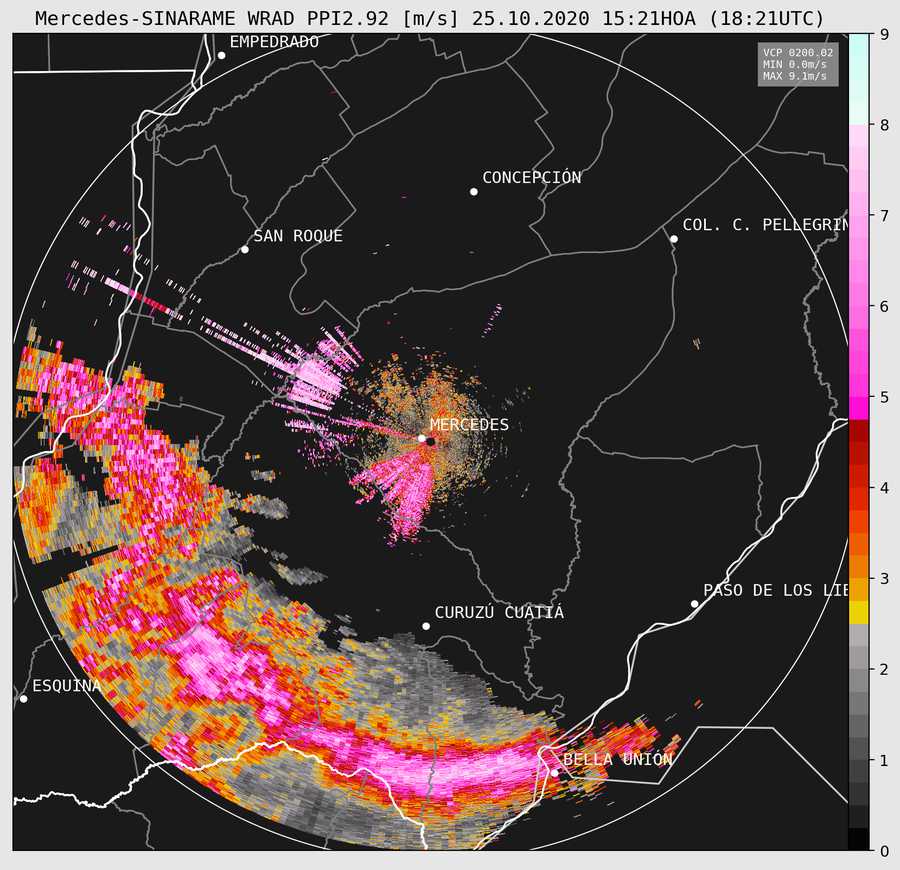 Mercedes-SINARAME WRAD PPI2.92 [m/s] 25.10.2020 15:21HOA (18:21UTC)
EMPEDRADO
VCP 0200.02
MIN 0.0m/s
MAX 9.1m/s
CONCEPCIÓN
SAN ROQUE
COL. C. PELLEGRIN
MERCEDES
PASO DE LOS LIE
CURUZÚ CUATIÁ
ESQUINA
BELLA UNIÓN
9
8
7
6
5
4
3
2
1
0